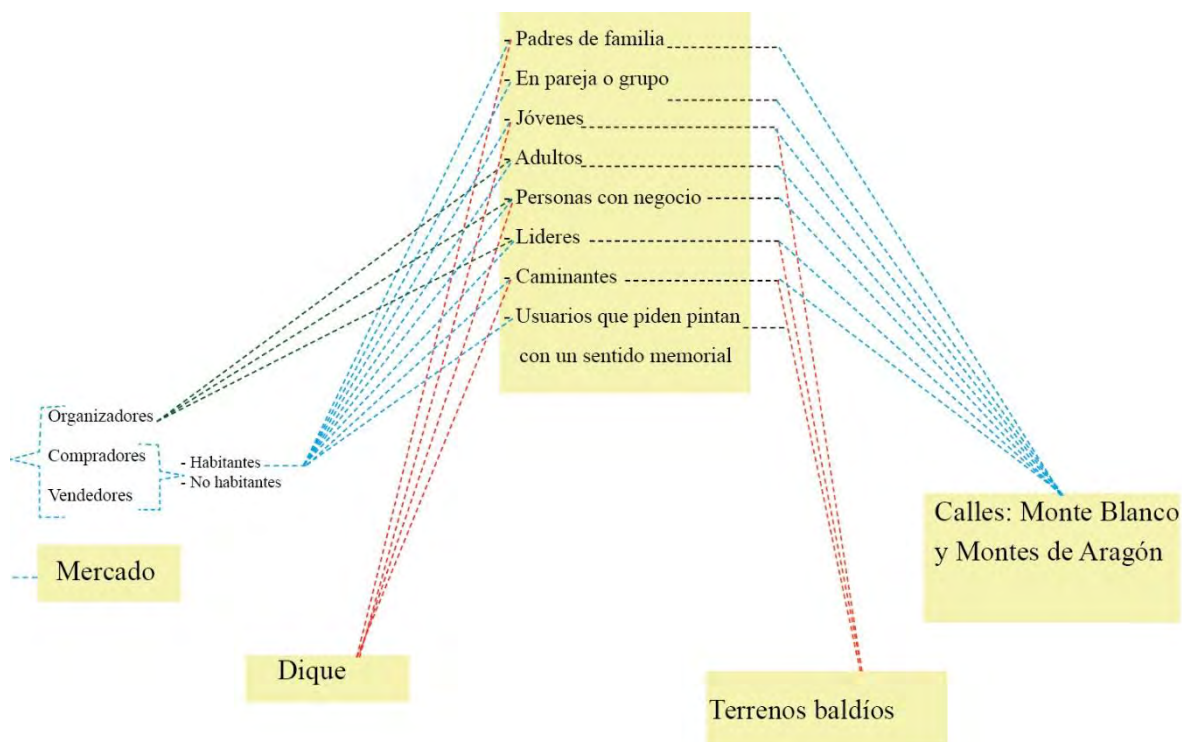 - Padres de familia
- En pareja o grupo
- Jóvenes
- Adultos
- Personas con negocio
- Lideres
- Caminantes
- Usuarios que piden pintan
con un sentido memorial
Organizadores
Compradores
Vendedores
- Habitantes
- No habitantes
Mercado
Dique
Terrenos baldíos
Calles: Monte Blanco
y Montes de Aragón